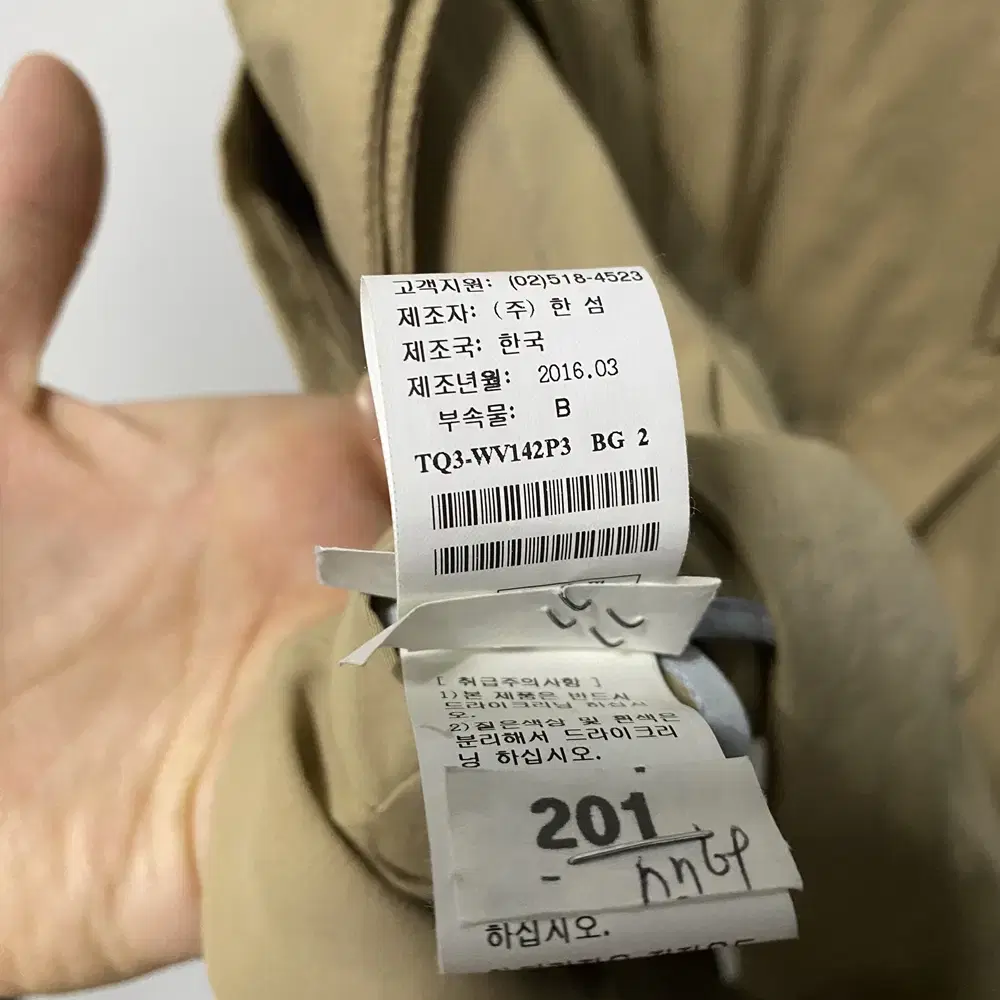 고객지원: (02)518-4523
제조자: (주) 한 섬
제조국: 한국
제조년월: 2016.03
부속물: B
TQ3-WV142P3 BG 2
[ 취급주의사항 ]
1)본 제품은 반드시
드라이크리닝 하십시
오.
2)짙은색상 및 흰색은
분리해서 드라이크리
닝 하십시오.
201
-
하십시오.